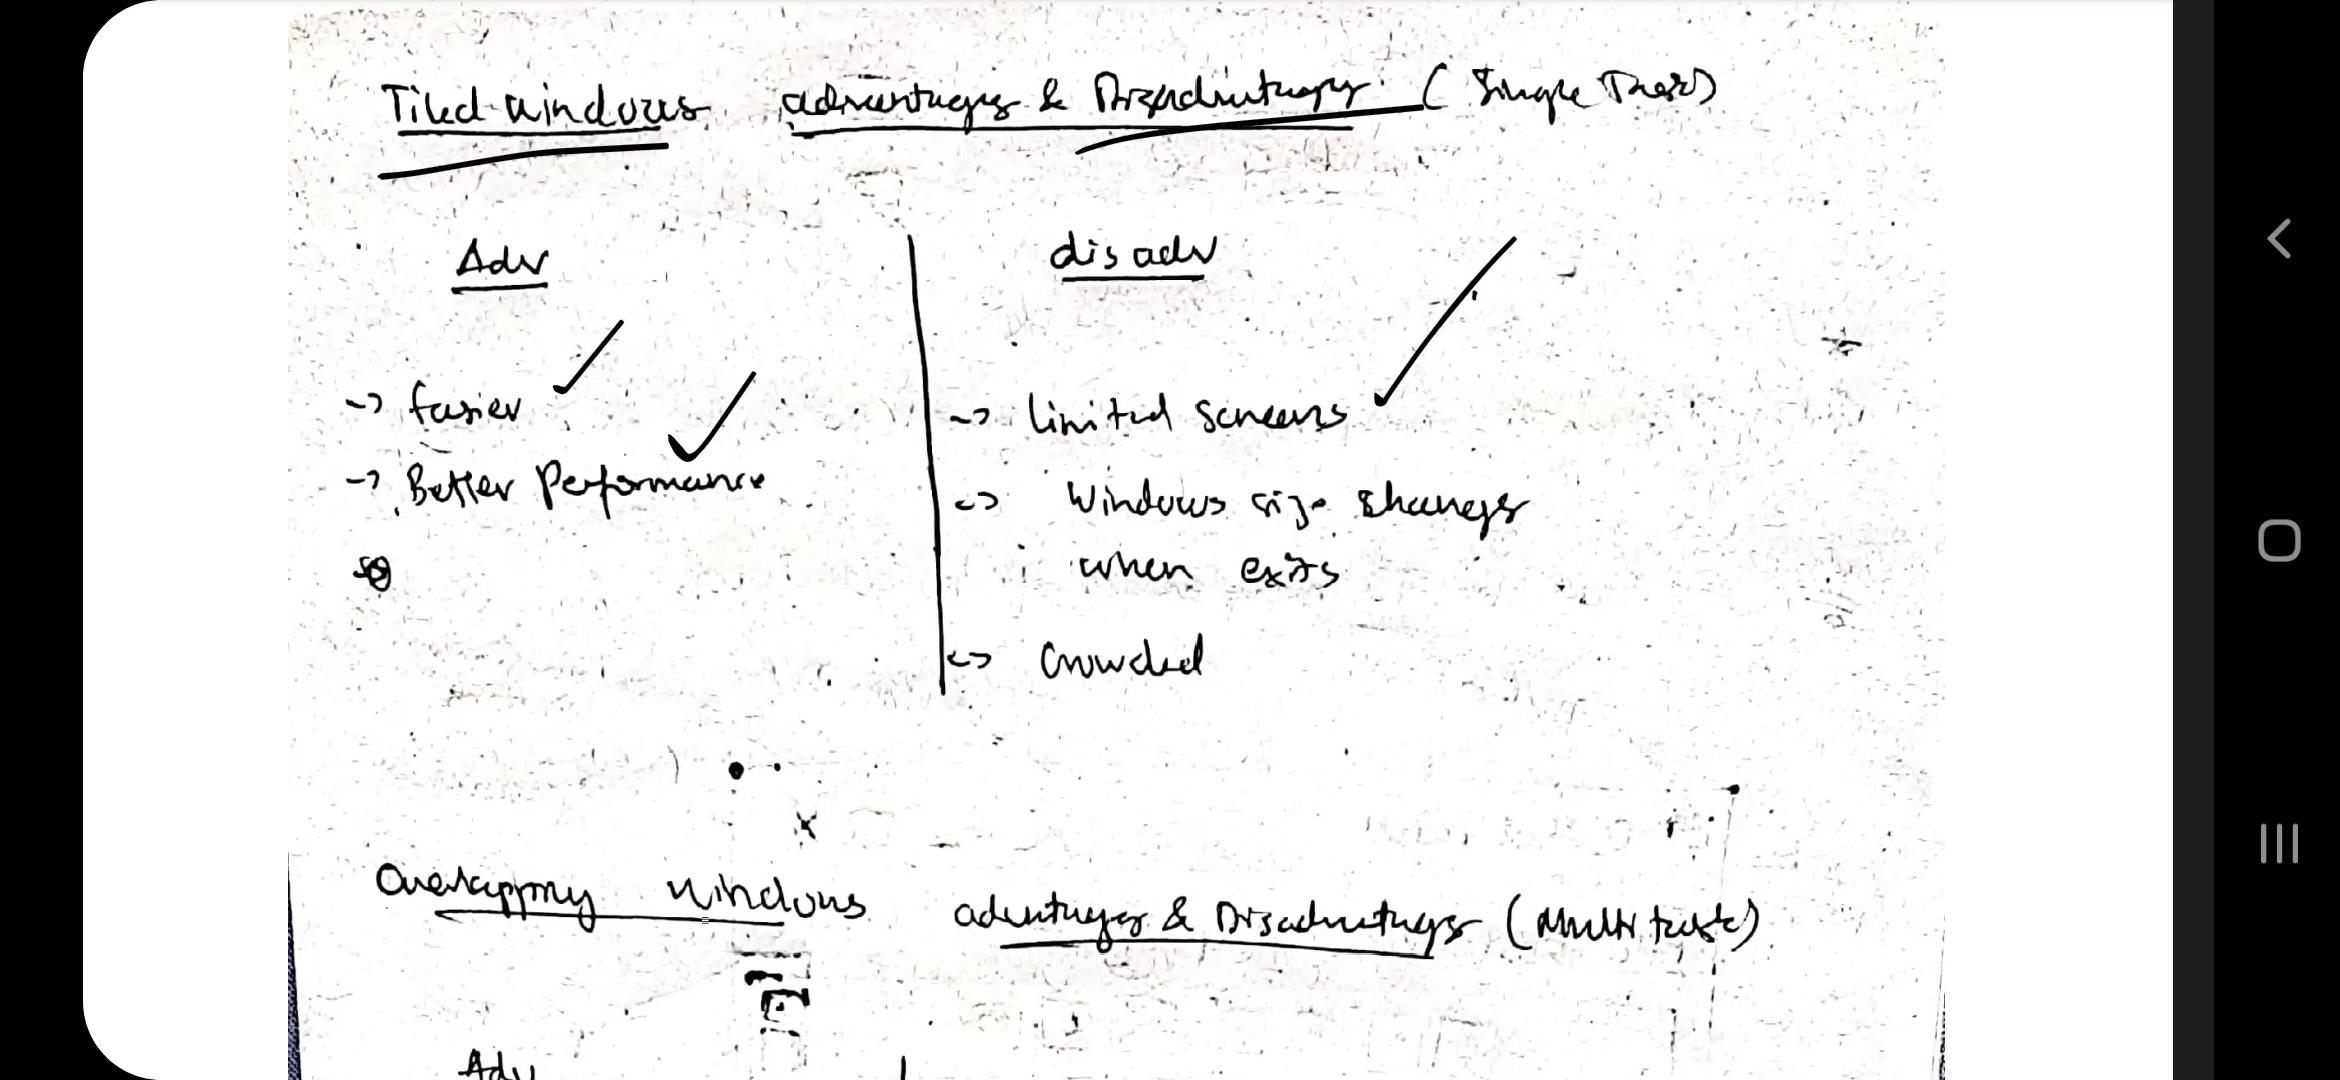 Tiled windows advantages & Disadvantages (Single Task)
Adv
disadv
-> Easier
-> Better Performance
-> limited screens
-> Windows size changes
when exits
-> Crowded
Overlapping Windows advantages & Disadvantages (Multi task)
Adv